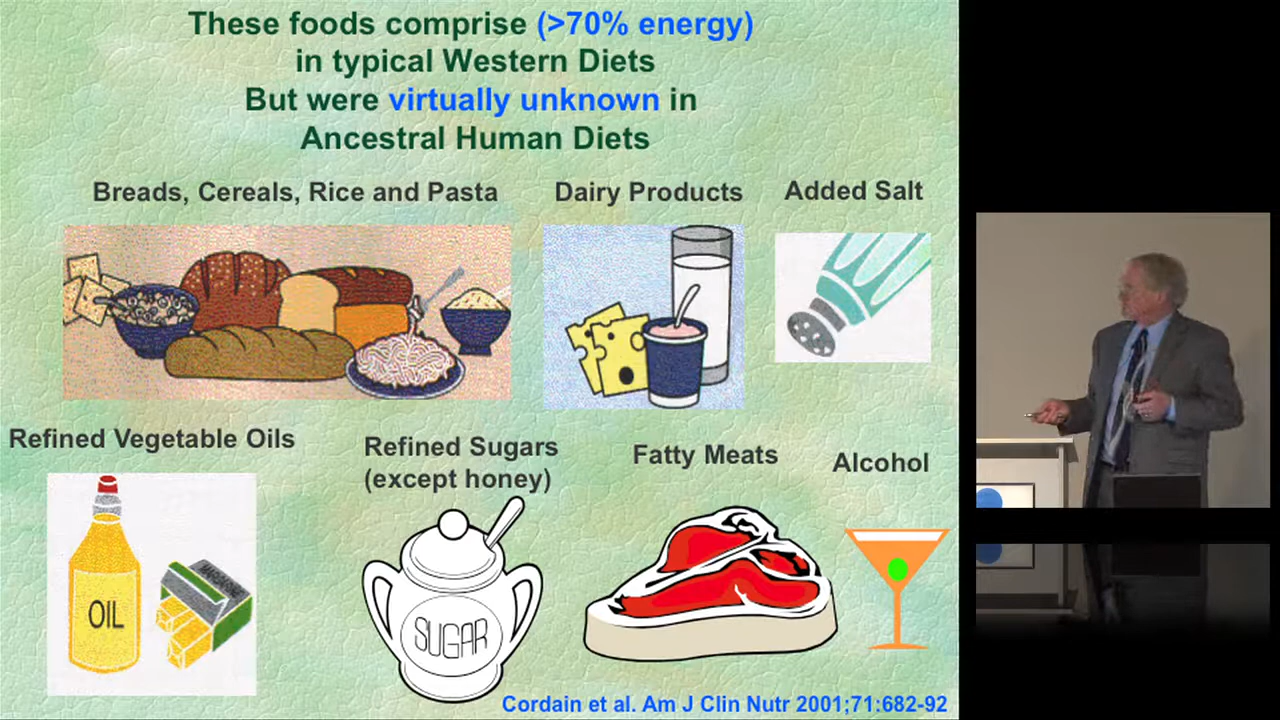 These foods comprise (>70% energy)
in typical Western Diets
But were virtually unknown in
Ancestral Human Diets
Breads, Cereals, Rice and Pasta
Dairy Products
Added Salt
Refined Vegetable Oils
Refined Sugars
(except honey)
Fatty Meats
Alcohol
OIL
MARGARINE
SUGAR
Cordain et al. Am J Clin Nutr 2001;71:682-92